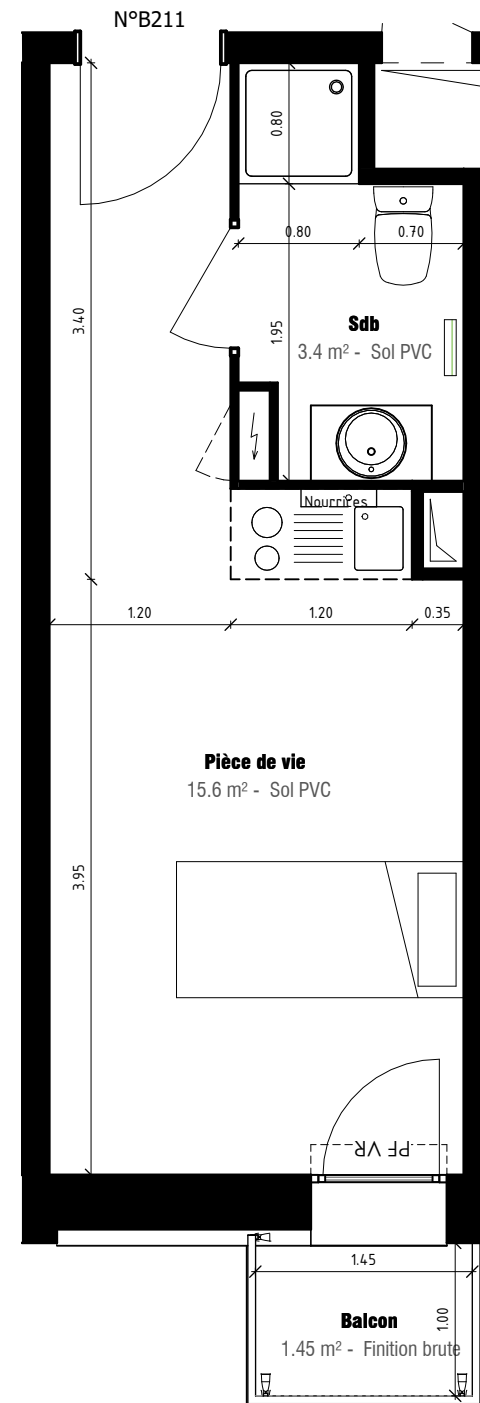 N°B211
0.80
0.80
0.70
3.40
1.95
Sdb
3.4 m² - Sol PVC
Nourrices
1.20
1.20
0.35
Pièce de vie
15.6 m² - Sol PVC
3.95
PF VR
1.45
1.00
Balcon
1.45 m² - Finition brute